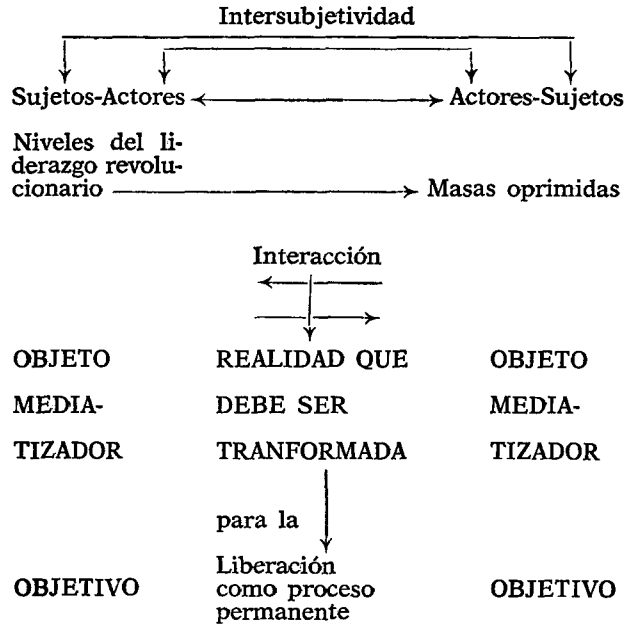 Intersubjetividad
Sujetos-Actores Actores-Sujetos
Niveles del li-
derazgo revolu-
cionario Masas oprimidas
Interacción
OBJETO REALIDAD QUE OBJETO
MEDIA- DEBE SER MEDIA-
TIZADOR TRANFORMADA TIZADOR
para la
Liberación
OBJETIVO como proceso OBJETIVO
permanente